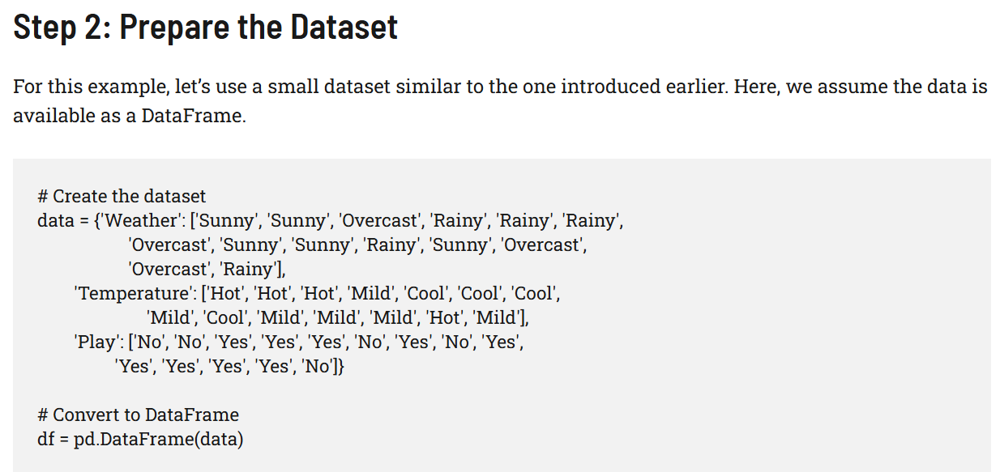 Step 2: Prepare the Dataset
For this example, let’s use a small dataset similar to the one introduced earlier. Here, we assume the data is
available as a DataFrame.
# Create the dataset
data = {'Weather': ['Sunny', 'Sunny', 'Overcast', 'Rainy', 'Rainy', 'Rainy',
'Overcast', 'Sunny', 'Sunny', 'Rainy', 'Sunny', 'Overcast',
'Overcast', 'Rainy'],
'Temperature': ['Hot', 'Hot', 'Hot', 'Mild', 'Cool', 'Cool', 'Cool',
'Mild', 'Cool', 'Mild', 'Mild', 'Mild', 'Hot', 'Mild'],
'Play': ['No', 'No', 'Yes', 'Yes', 'Yes', 'No', 'Yes', 'No', 'Yes',
'Yes', 'Yes', 'Yes', 'Yes', 'No']}
# Convert to DataFrame
df = pd.DataFrame(data)